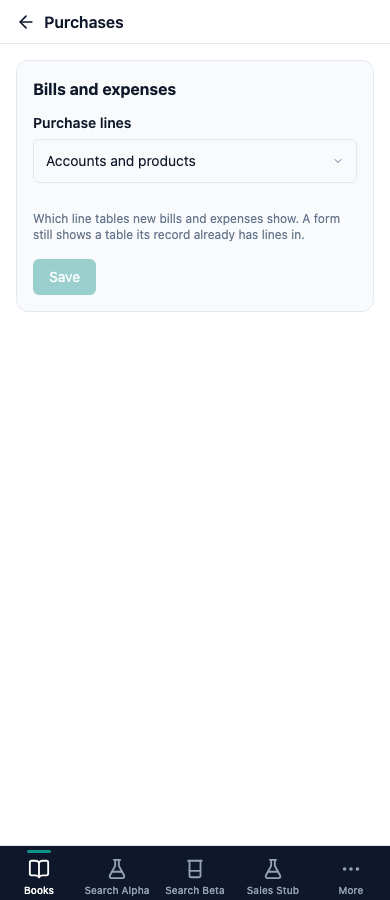 Purchases
Bills and expenses
Purchase lines
Accounts and products
Which line tables new bills and expenses show. A form
still shows a table its record already has lines in.
Save
Books
Search Alpha
Search Beta
Sales Stub
More